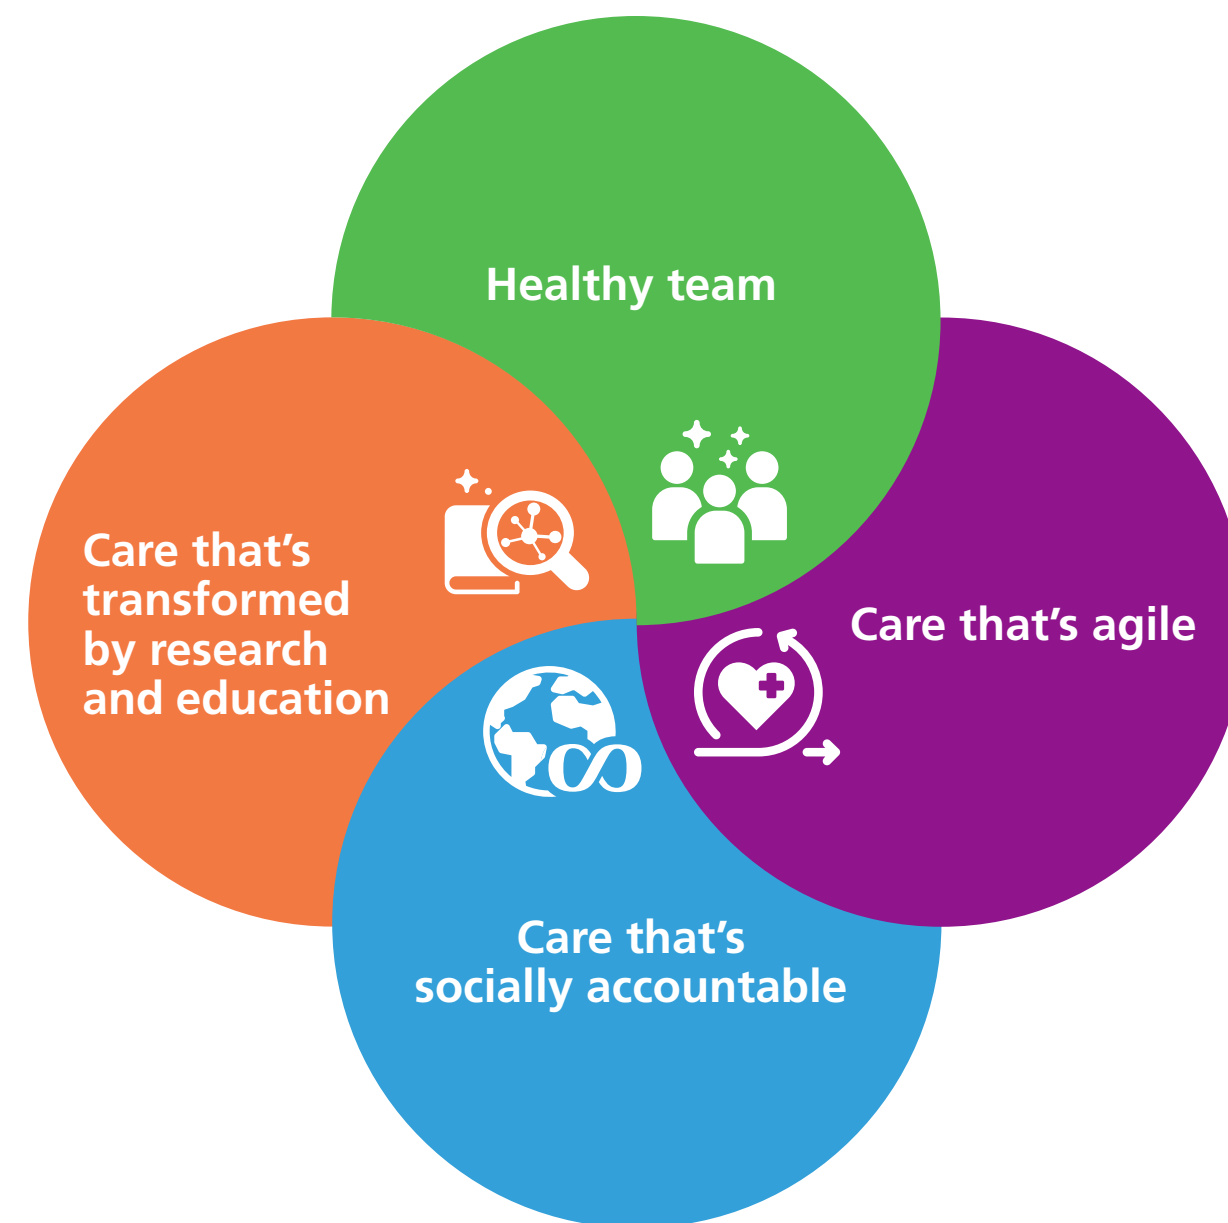 Healthy team
Care that’s
transformed
by research
and education
Care that’s agile
Care that’s
socially accountable